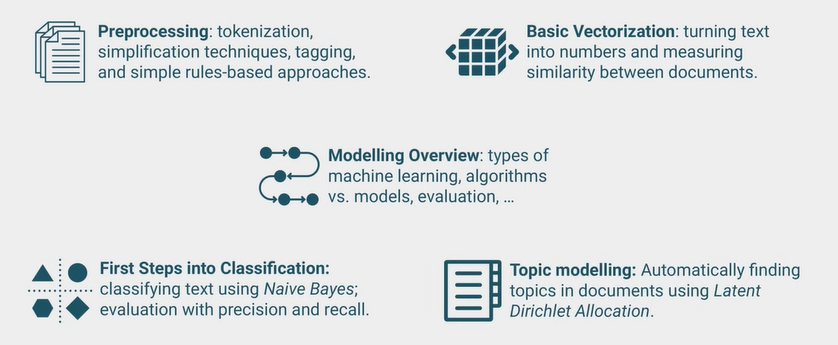 Preprocessing: tokenization,
simplification techniques, tagging,
and simple rules-based approaches.
Basic Vectorization: turning text
into numbers and measuring
similarity between documents.
Modelling Overview: types of
machine learning, algorithms
vs. models, evaluation, ...
First Steps into Classification:
classifying text using Naive Bayes;
evaluation with precision and recall.
Topic modelling: Automatically finding
topics in documents using Latent
Dirichlet Allocation.